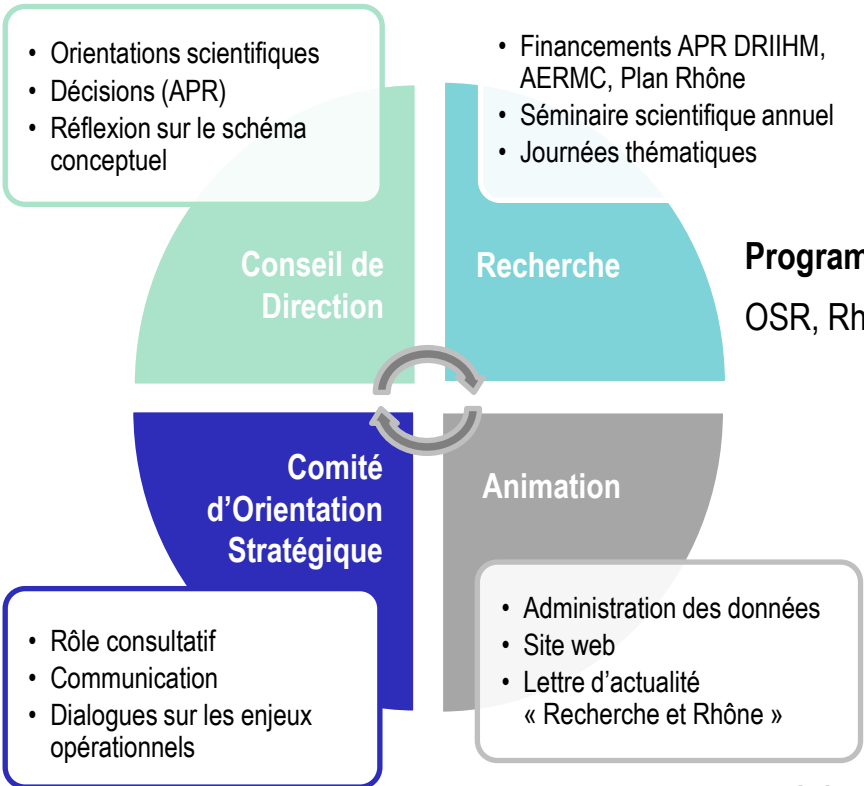 • Orientations scientifiques
• Décisions (APR)
• Réflexion sur le schéma
conceptuel
• Financements APR DRIIHM,
AERMC, Plan Rhône
• Séminaire scientifique annuel
• Journées thématiques
Conseil de
Direction
Recherche
Program
OSR, Rh
Comité
d’Orientation
Stratégique
Animation
• Rôle consultatif
• Communication
• Dialogues sur les enjeux
opérationnels
• Administration des données
• Site web
• Lettre d’actualité
« Recherche et Rhône »